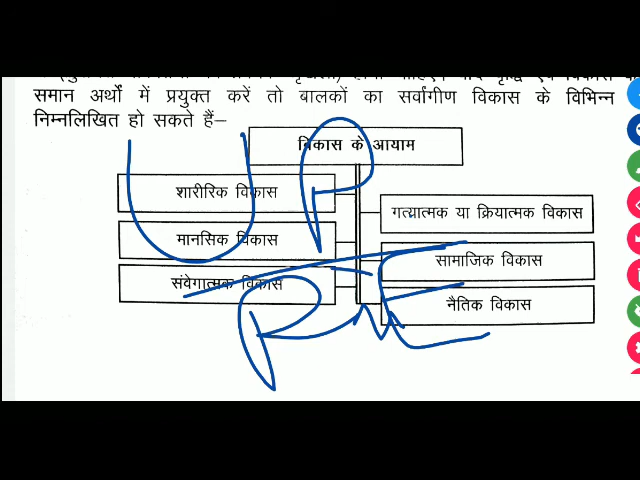 समान अर्थों में प्रयुक्त करें तो बालकों का सर्वांगीण विकास के विभिन्न
निम्नलिखित हो सकते हैं–
विकास के आयाम
शारीरिक विकास
गत्यात्मक या क्रियात्मक विकास
मानसिक विकास
सामाजिक विकास
संवेगात्मक विकास
नैतिक विकास